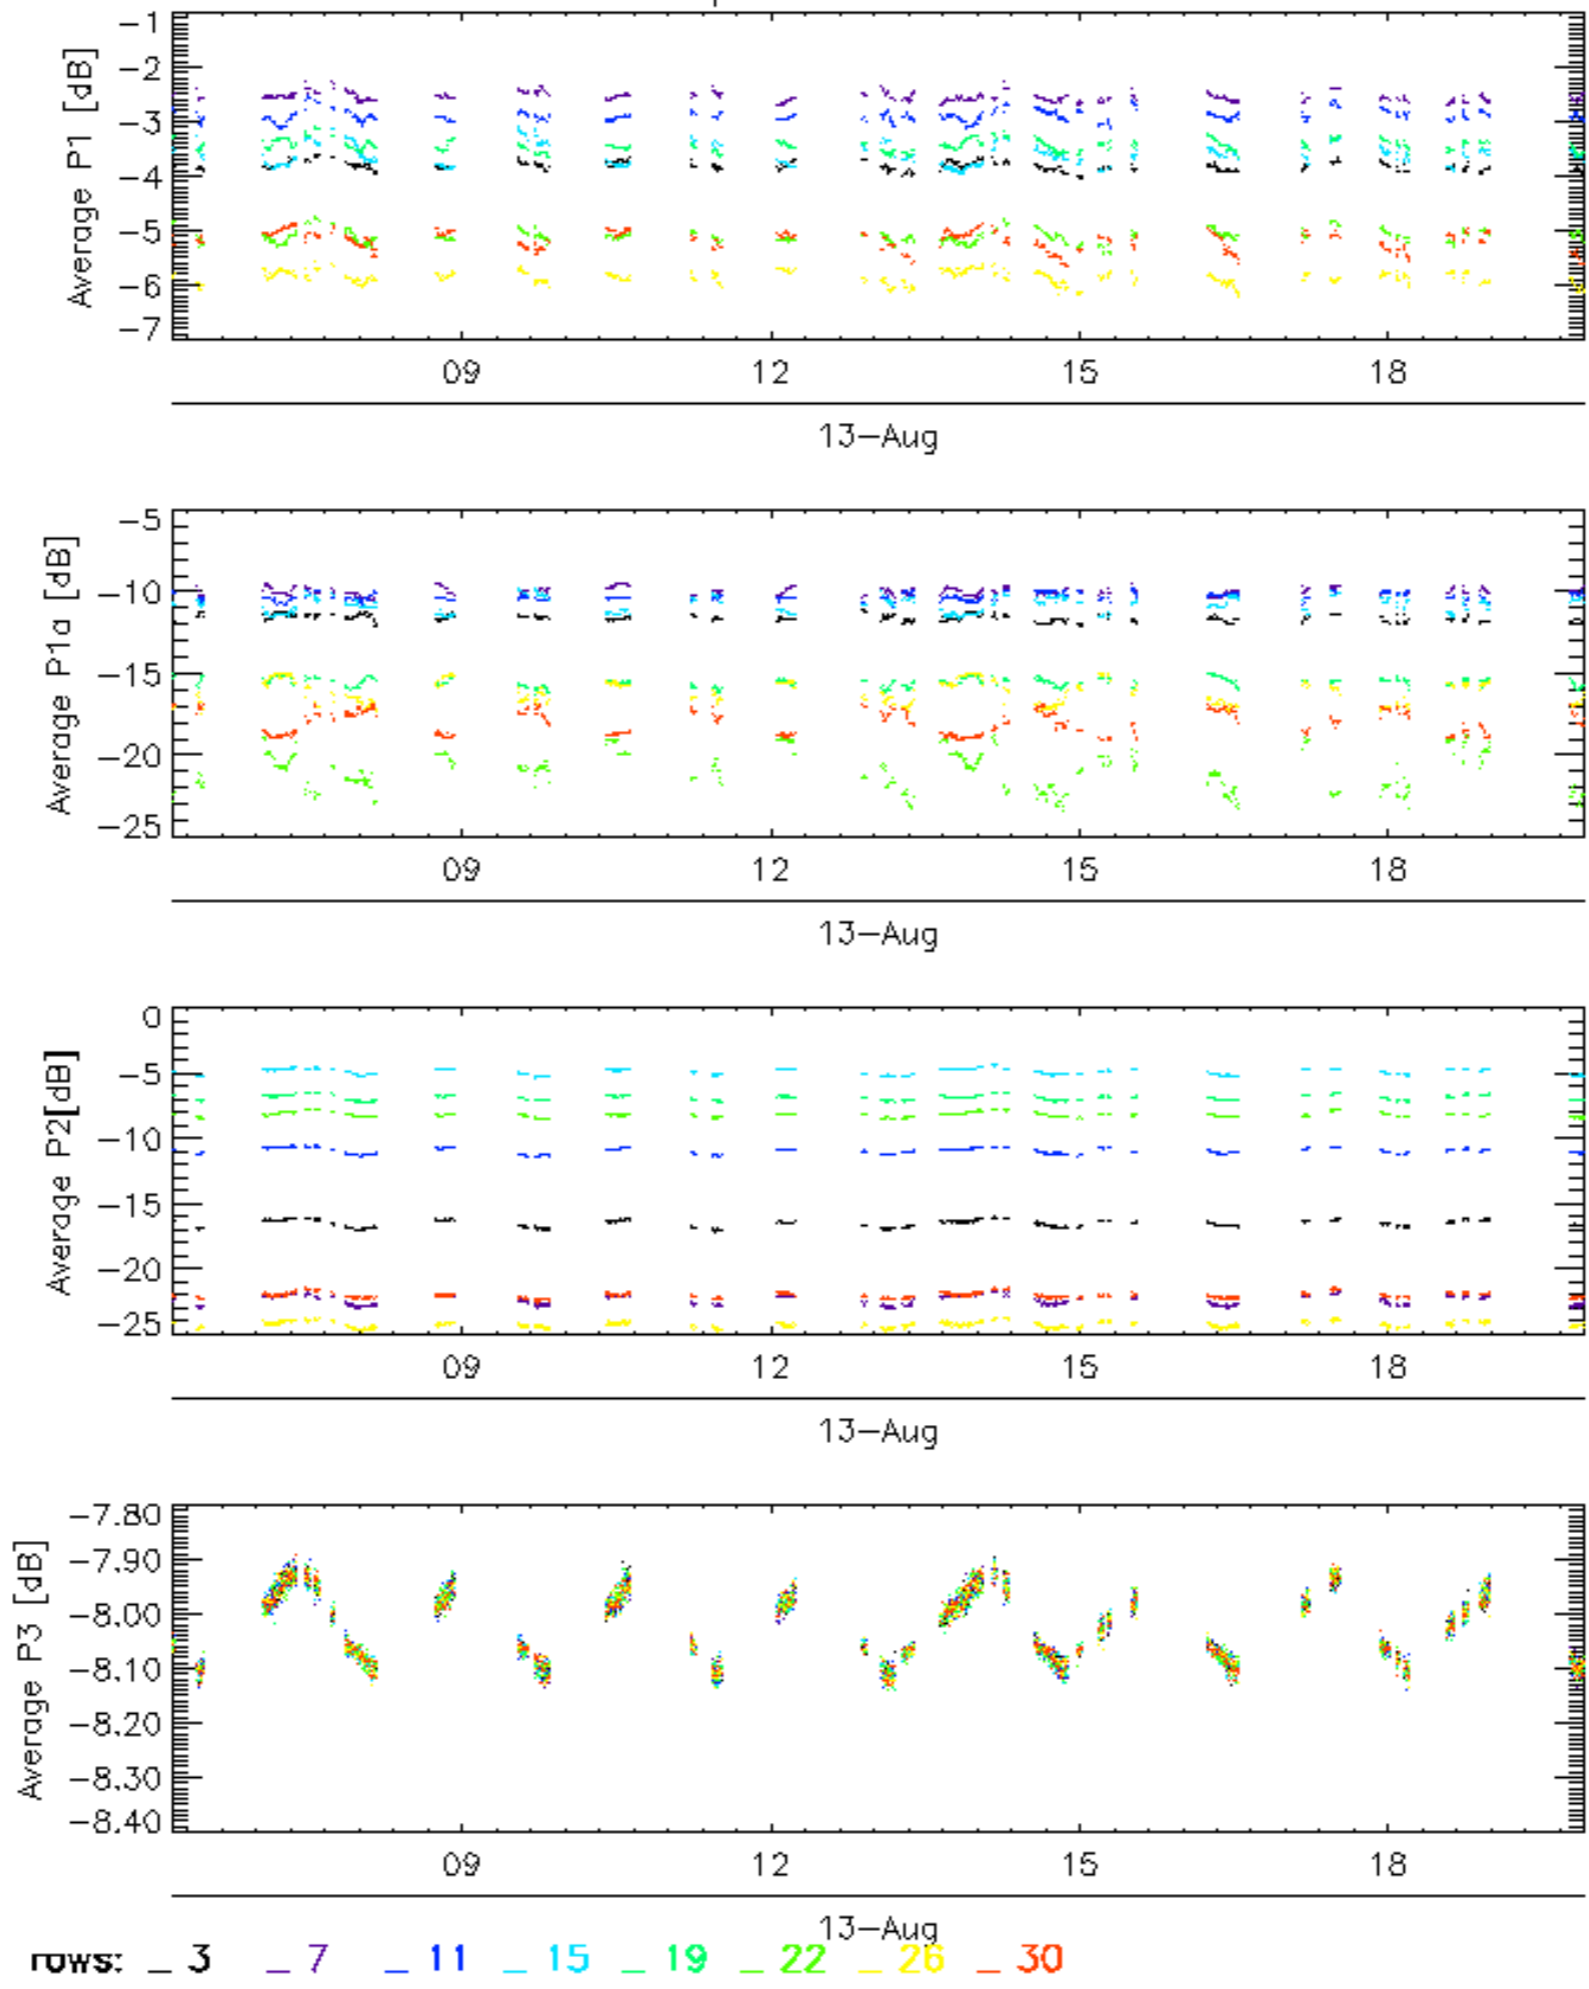 -1
-2
-3
-4
-5
-6
-7
Average P1 [dB]
09 12 15 18
13-Aug
-5
-10
-15
-20
-25
Average P1a [dB]
09 12 15 18
13-Aug
0
-5
-10
-15
-20
-25
Average P2[dB]
09 12 15 18
13-Aug
-7.80
-7.90
-8.00
-8.10
-8.20
-8.30
-8.40
Average P3 [dB]
09 12 15 18
13-Aug
rows: _ 3 _ 7 _ 11 _ 15 _ 19 _ 22 _ 26 _ 30